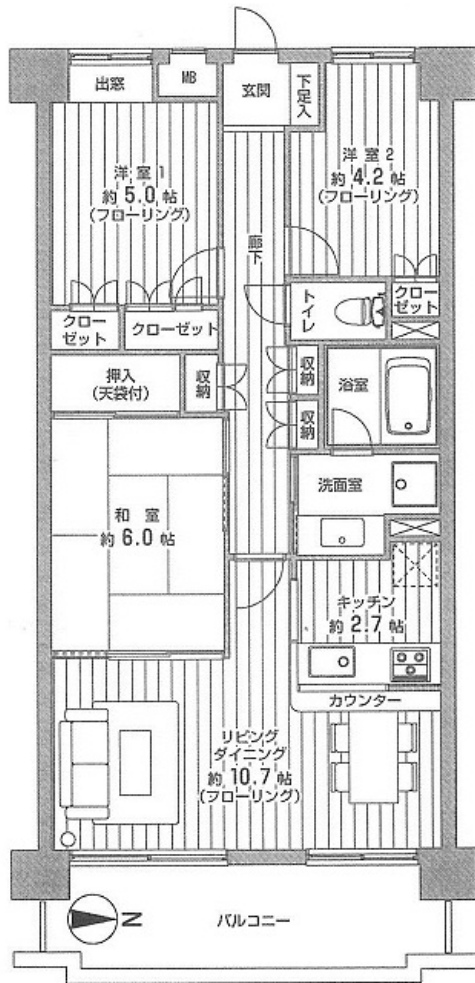 出窓
MB
玄関
下足入
洋室1
約5.0帖
(フローリング)
洋室2
約4.2帖
(フローリング)
廊下
クロー
ゼット
クローゼット
トイレ
クロー
ゼット
押入
(天袋付)
収納
収納
収納
浴室
洗面室
和室
約6.0帖
キッチン
約2.7帖
カウンター
リビング
ダイニング
約10.7帖
(フローリング)
N
バルコニー